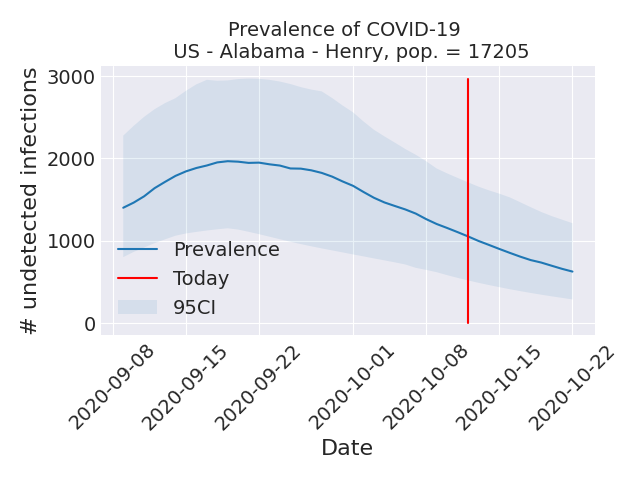 Prevalence of COVID-19
US - Alabama - Henry, pop. = 17205
# undetected infections
3000
2000
1000
0
Prevalence
Today
95CI
2020-09-08
2020-09-15
2020-09-22
2020-10-01
2020-10-08
2020-10-15
2020-10-22
Date